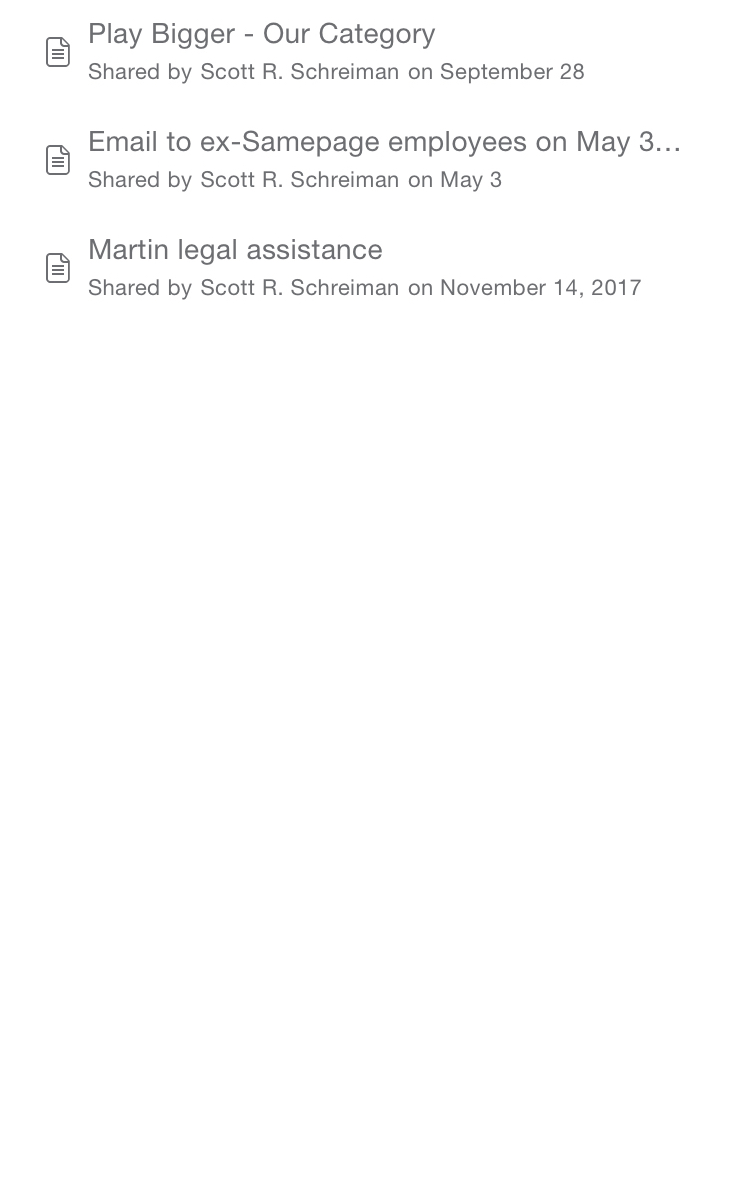 Play Bigger - Our Category
Shared by Scott R. Schreiman on September 28
Email to ex-Samepage employees on May 3...
Shared by Scott R. Schreiman on May 3
Martin legal assistance
Shared by Scott R. Schreiman on November 14, 2017